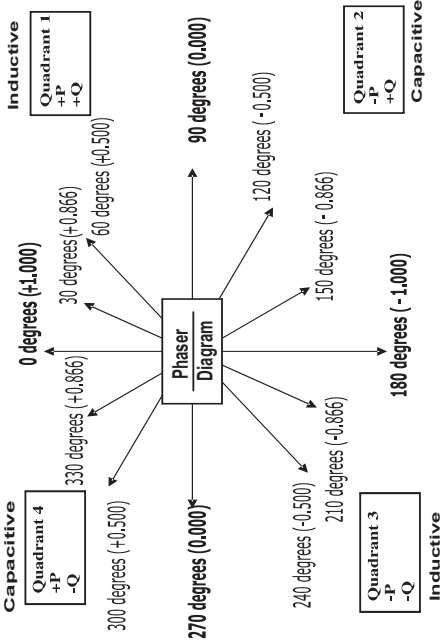 Capacitive
Quadrant 4
+P
-Q
Inductive
Quadrant 1
+P
+Q
0 degrees (+1.000)
330 degrees (+0.866)
30 degrees(+0.866)
300 degrees (+0.500)
60 degrees (+0.500)
270 degrees (0.000)
Phaser
Diagram
90 degrees (0.000)
240 degrees (-0.500)
120 degrees ( - 0.500)
210 degrees (-0.866)
150 degrees ( - 0.866)
180 degrees ( - 1.000)
Quadrant 3
-P
-Q
Inductive
Quadrant 2
-P
+Q
Capacitive